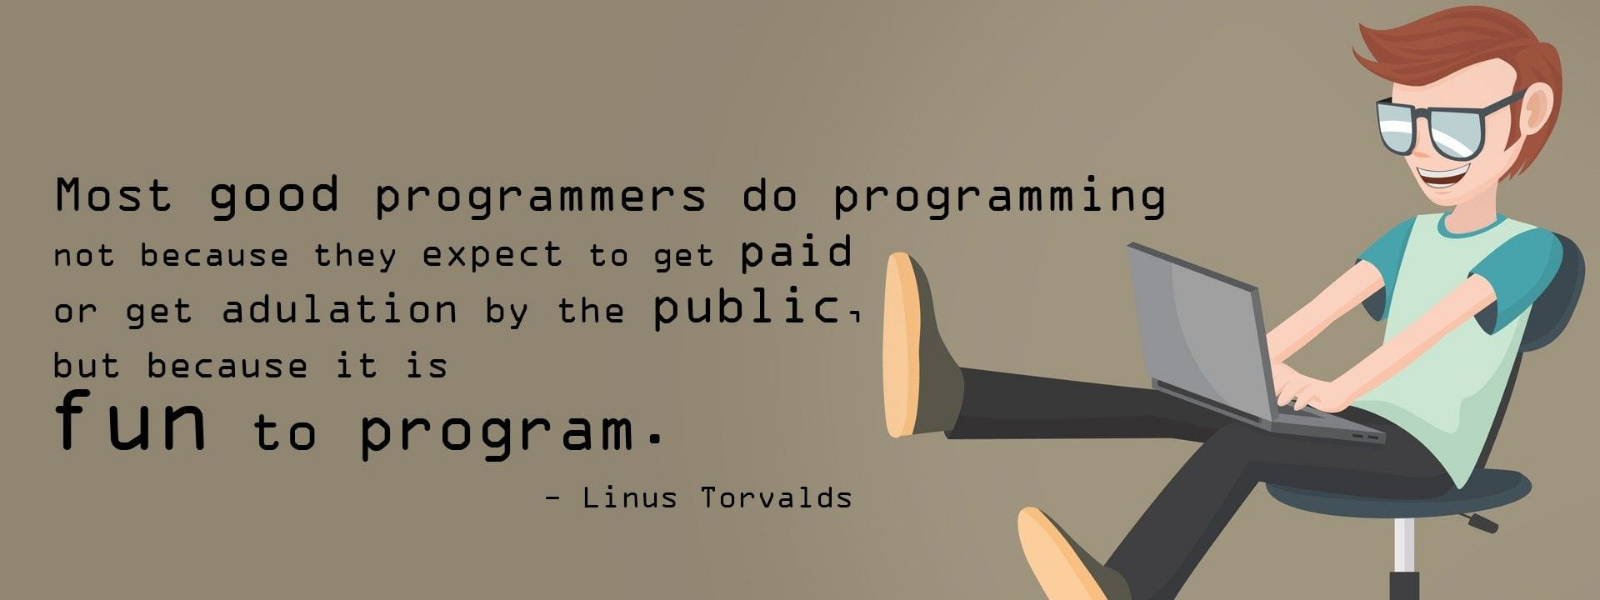 Most good programmers do programming
not because they expect to get paid
or get adulation by the public,
but because it is
fun to program.
- Linus Torvalds